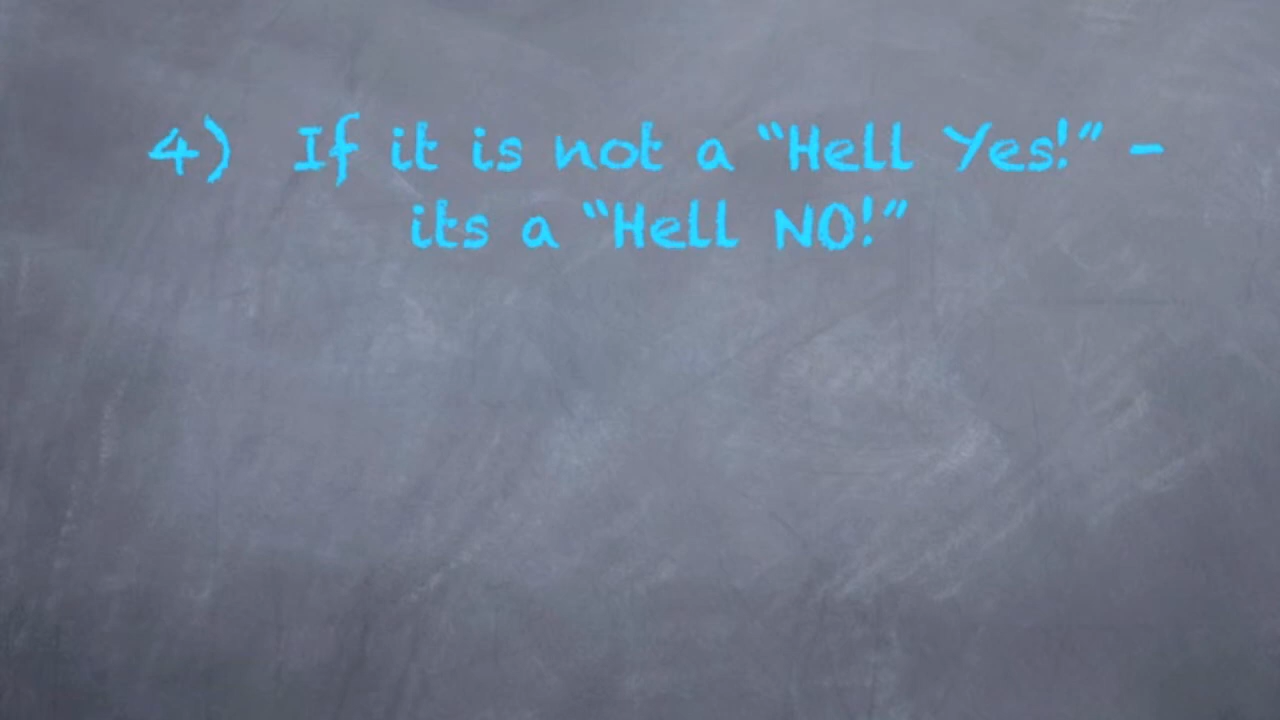 4) If it is not a “Hell Yes!” -
its a “Hell NO!”